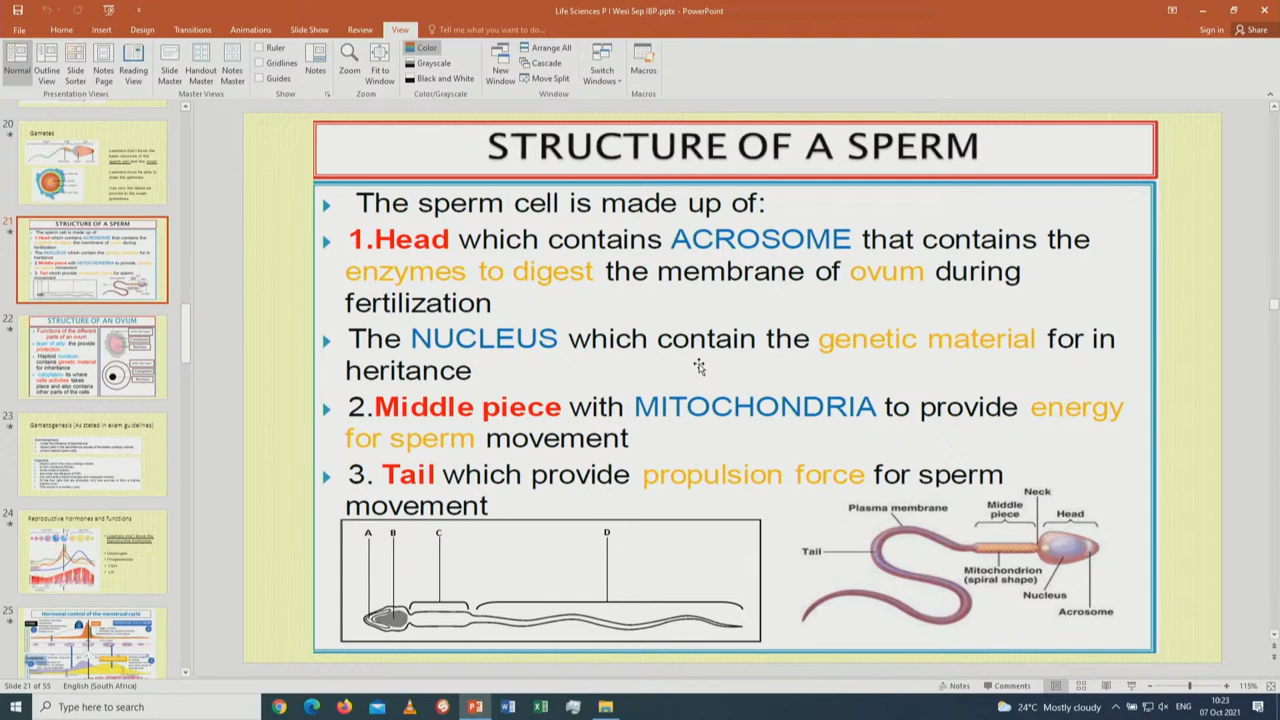 Life Sciences P I Wesi Sep IBP.pptx - PowerPoint
File Home Insert Design Transitions Animations Slide Show Review View Tell me what you want to do... Sign in Share
Normal Outline View Slide Sorter Notes Page Reading View
Presentation Views
Slide Master Handout Master Notes Master
Master Views
Ruler
Gridlines
Guides
Show
Notes
Zoom Fit to Window
Zoom
Color
Grayscale
Black and White
Color/Grayscale
New Window
Arrange All
Cascade
Move Split
Switch Windows
Window
Macros
Macros
20
Gametes
21
STRUCTURE OF A SPERM
22
STRUCTURE OF AN OVUM
Functions of the different parts of an ovum
23
Gametogenesis (As stated in exam guidelines)
24
Reproductive hormones and functions
25
Hormonal control of the menstrual cycle
STRUCTURE OF A SPERM
The sperm cell is made up of:
1.Head which contains ACROSOME that contains the
enzymes to digest the membrane of ovum during
fertilization
The NUCLEUS which contain the genetic material for in
heritance
2.Middle piece with MITOCHONDRIA to provide energy
for sperm movement
3. Tail which provide propulsion force for sperm
movement
A B C D
Plasma membrane
Middle piece
Neck
Head
Tail
Mitochondrion
(spiral shape)
Nucleus
Acrosome
Slide 21 of 55 English (South Africa) Notes Comments 115%
Type here to search
24°C Mostly cloudy ENG
10:23
07 Oct 2021